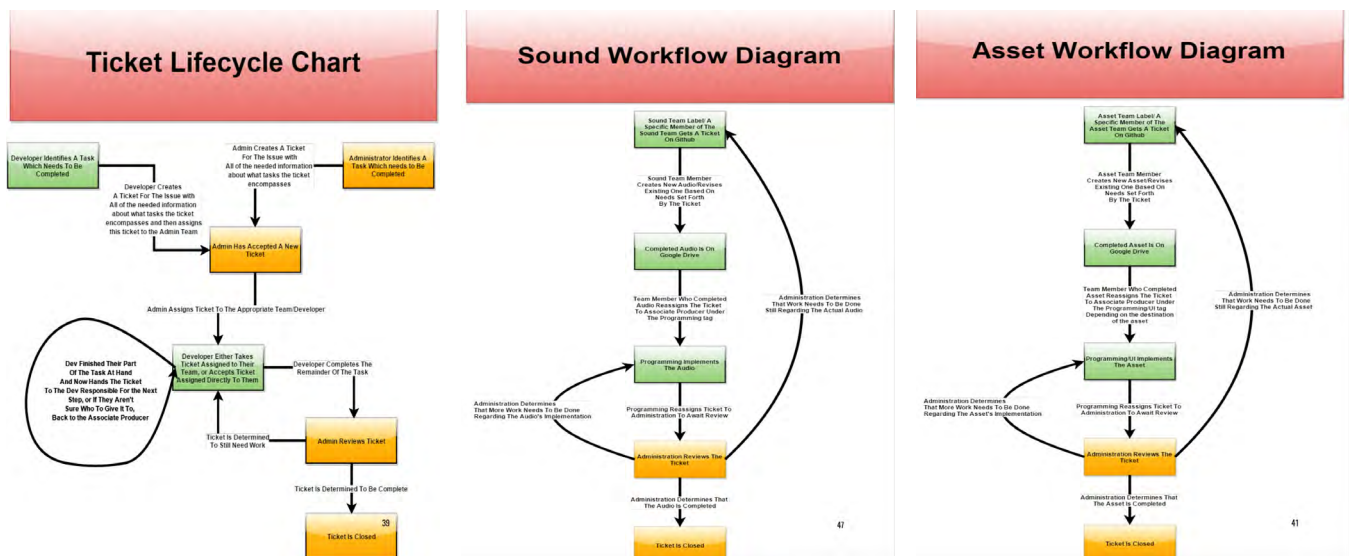 Ticket Lifecycle Chart
Developer Identifies A Task
Which Needs To Be
Completed
Admin Creates A Ticket
For The Issue with
All of the needed information
about what tasks the ticket
encompasses
Administrator Identifies A
Task Which needs to Be
Completed
Developer Creates
A Ticket For The Issue with
All of the needed information
about what tasks the ticket
encompasses and then assigns
this ticket to the Admin Team
Admin Has Accepted A New
Ticket
Admin Assigns Ticket To The Appropriate Team/Developer
Dev Finished Their Part
Of The Task At Hand
And Now Hands The Ticket
To The Dev Responsible For the Next
Step, or If They Aren't
Sure Who To Give It To,
Back to the Associate Producer
Developer Either Takes
Ticket Assigned to Their
Team, or Accepts Ticket
Assigned Directly To Them
Developer Completes The
Remainder Of The Task
Ticket Is Determined
To Still Need Work
Admin Reviews Ticket
Ticket Is Determined To Be Complete
Ticket Is Closed
39
Sound Workflow Diagram
Sound Team Label/ A
Specific Member of The
Sound Team Gets A Ticket
On Github
Sound Team Member
Creates New Audio/Revises
Existing One Based On
Needs Set Forth
By The Ticket
Completed Audio Is On
Google Drive
Team Member Who Completed
Audio Reassigns The Ticket
To Associate Producer Under
The Programming tag
Administration Determines
That Work Needs To Be Done
Still Regarding The Actual Audio
Programming Implements
The Audio
Administration Determines
That More Work Needs To Be Done
Regarding The Audio's Implementation
Programming Reassigns Ticket To
Administration To Await Review
Administration Reviews The
Ticket
Administration Determines That
The Audio Is Completed
Ticket Is Closed
47
Asset Workflow Diagram
Asset Team Label/ A
Specific Member of The
Asset Team Gets A Ticket
On Github
Asset Team Member
Creates New Asset/Revises
Existing One Based On
Needs Set Forth
By The Ticket
Completed Asset Is On
Google Drive
Team Member Who Completed
Asset Reassigns The Ticket
To Associate Producer Under
The Programming/UI tag
Depending on the destination
of the asset
Administration Determines
That Work Needs To Be Done
Still Regarding The Actual Asset
Programming/UI Implements
The Asset
Administration Determines
That More Work Needs To Be Done
Regarding The Asset's Implementation
Programming Reassigns Ticket To
Administration To Await Review
Administration Reviews The
Ticket
Administration Determines That
The Asset Is Completed
Ticket Is Closed
41